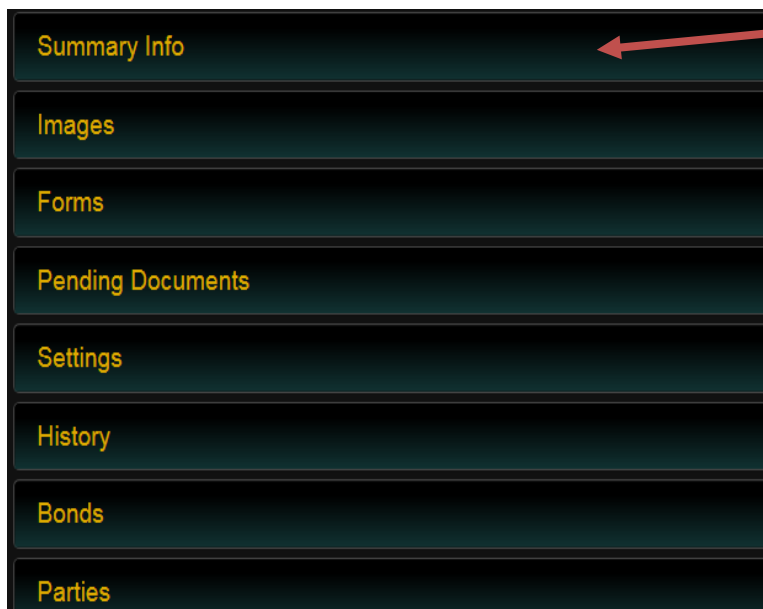 Summary Info
Images
Forms
Pending Documents
Settings
History
Bonds
Parties